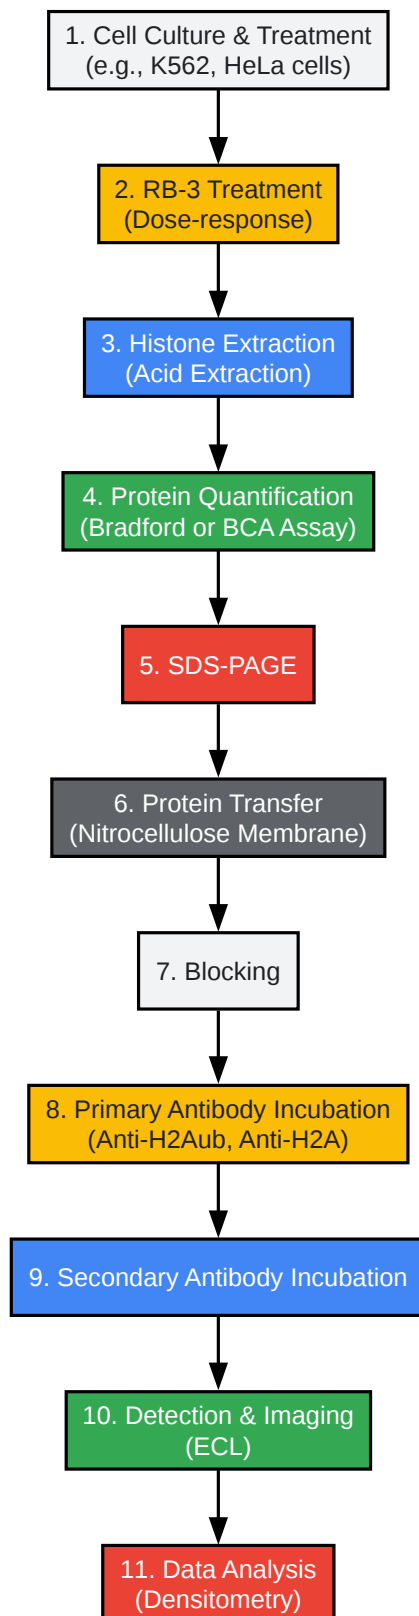 1. Cell Culture & Treatment
(e.g., K562, HeLa cells)
2. RB-3 Treatment
(Dose-response)
3. Histone Extraction
(Acid Extraction)
4. Protein Quantification
(Bradford or BCA Assay)
5. SDS-PAGE
6. Protein Transfer
(Nitrocellulose Membrane)
7. Blocking
8. Primary Antibody Incubation
(Anti-H2Aub, Anti-H2A)
9. Secondary Antibody Incubation
10. Detection & Imaging
(ECL)
11. Data Analysis
(Densitometry)